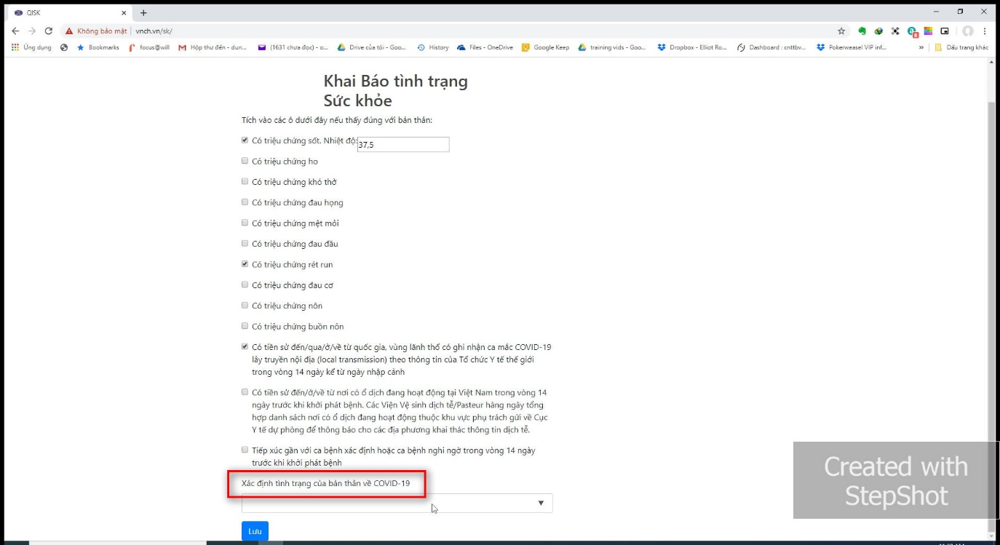 QISK
Không bảo mật | vnch.vn/sk/
Ứng dụng
Bookmarks
focus@will
Hộp thư đến - dun...
(1631 chưa đọc) - o...
Drive của tôi - Goo...
History
Files - OneDrive
Google Keep
training vids - Goo...
Dropbox - Elliot Ro...
Dashboard : cnttbv...
Pokerweasel VIP inf...
»
Dấu trang khác
Khai Báo tình trạng
Sức khỏe
Tích vào các ô dưới đây nếu thấy đúng với bản thân:
Có triệu chứng sốt. Nhiệt độ: 37,5
Có triệu chứng ho
Có triệu chứng khó thở
Có triệu chứng đau họng
Có triệu chứng mệt mỏi
Có triệu chứng đau đầu
Có triệu chứng rét run
Có triệu chứng đau cơ
Có triệu chứng nôn
Có triệu chứng buồn nôn
Có tiền sử đến/qua/ở/về từ quốc gia, vùng lãnh thổ có ghi nhận ca mắc COVID-19
lây truyền nội địa (local transmission) theo thông tin của Tổ chức Y tế thế giới
trong vòng 14 ngày kể từ ngày nhập cảnh
Có tiền sử đến/ở/về từ nơi có ổ dịch đang hoạt động tại Việt Nam trong vòng 14
ngày trước khi khởi phát bệnh. Các Viện Vệ sinh dịch tễ/Pasteur hàng ngày tổng
hợp danh sách nơi có ổ dịch đang hoạt động thuộc khu vực phụ trách gửi về Cục
Y tế dự phòng để thông báo cho các địa phương khai thác thông tin dịch tễ.
Tiếp xúc gần với ca bệnh xác định hoặc ca bệnh nghi ngờ trong vòng 14 ngày
trước khi khởi phát bệnh
Xác định tình trạng của bản thân về COVID-19
Lưu
Created with
StepShot